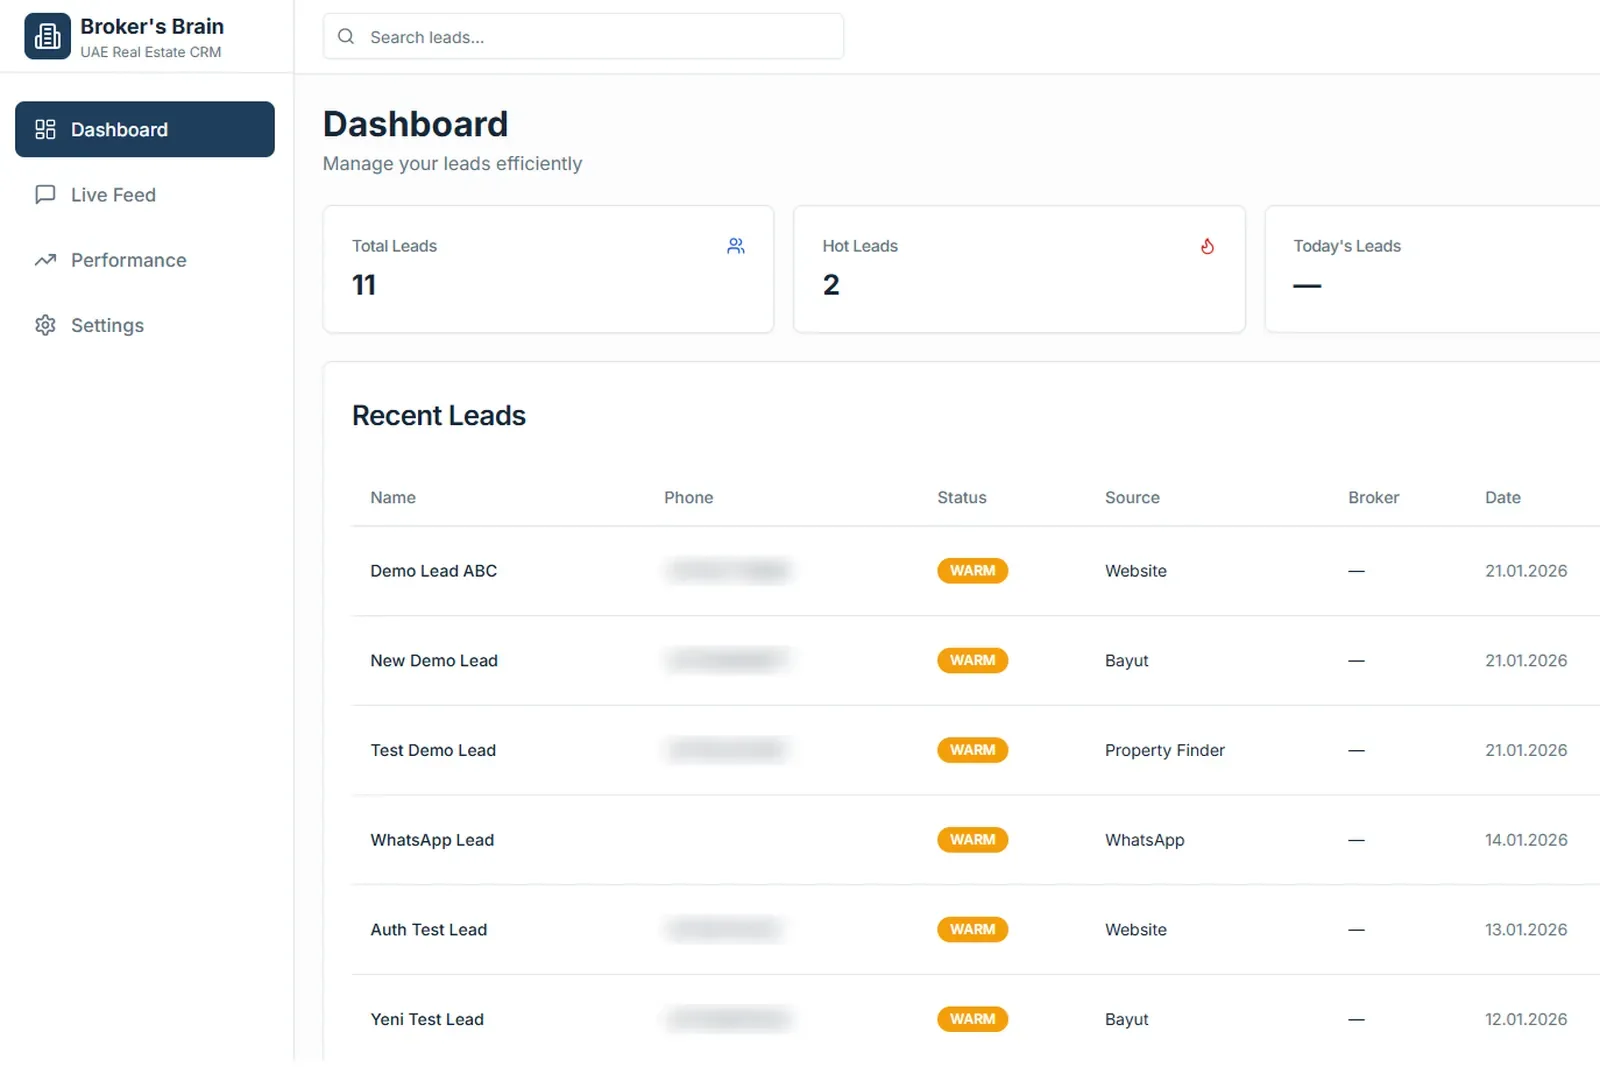 Broker's Brain
UAE Real Estate CRM
Search leads...
Dashboard
Live Feed
Performance
Settings
Dashboard
Manage your leads efficiently
Total Leads
11
Hot Leads
2
Today's Leads
—
Recent Leads
Name Phone Status Source Broker Date
Demo Lead ABC WARM Website — 21.01.2026
New Demo Lead WARM Bayut — 21.01.2026
Test Demo Lead WARM Property Finder — 21.01.2026
WhatsApp Lead WARM WhatsApp — 14.01.2026
Auth Test Lead WARM Website — 13.01.2026
Yeni Test Lead WARM Bayut — 12.01.2026